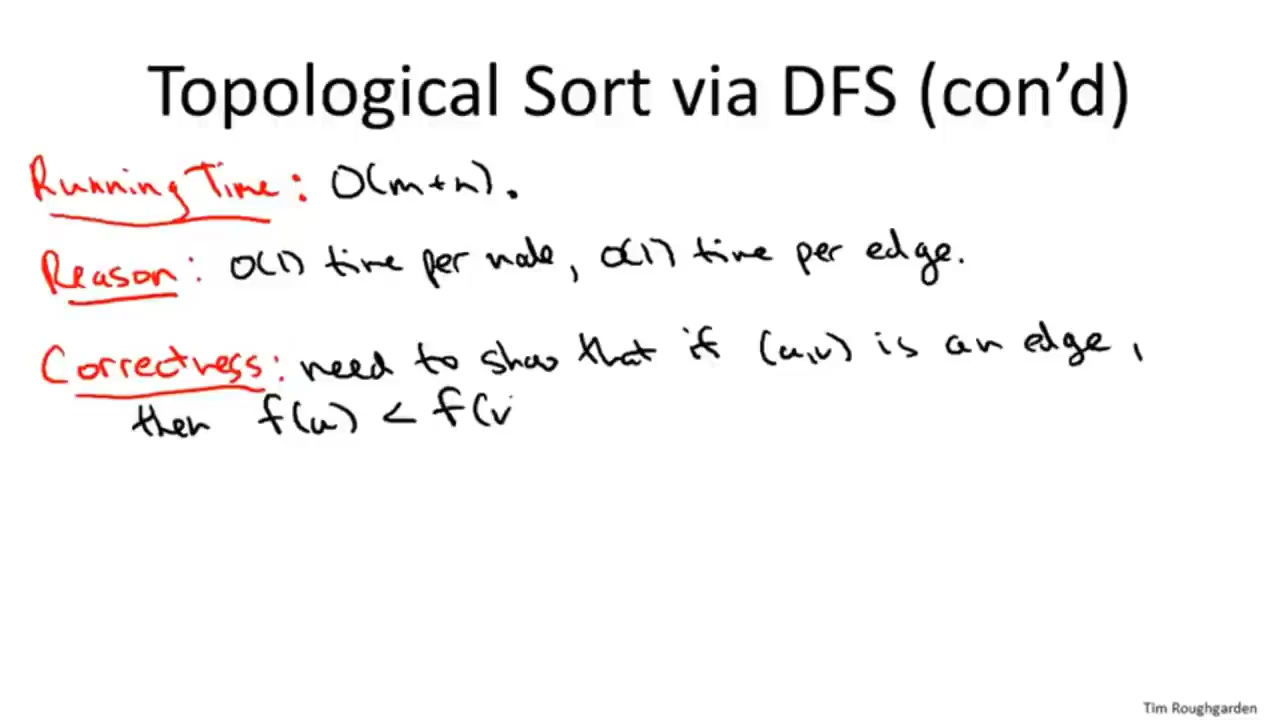 Topological Sort via DFS (con'd)
Running Time: O(m+n).
Reason: O(1) time per node, O(1) time per edge.
Correctness: need to show that if (u,v) is an edge,
then f(u) < f(v
Tim Roughgarden